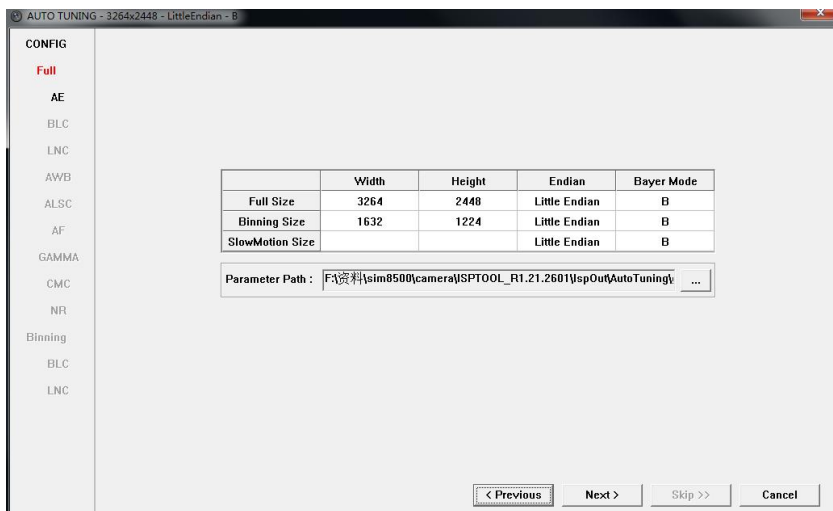 AUTO TUNING - 3264x2448 - LittleEndian - B
CONFIG
Full
AE
BLC
LNC
AWB
ALSC
AF
GAMMA
CMC
NR
Binning
BLC
LNC
Width Height Endian Bayer Mode
Full Size 3264 2448 Little Endian B
Binning Size 1632 1224 Little Endian B
SlowMotion Size Little Endian B
Parameter Path : F:\资料\sim8500\camera\ISPTOOL_R1.21.2601\IspOut\AutoTuning\ ...
< Previous Next > Skip >> Cancel